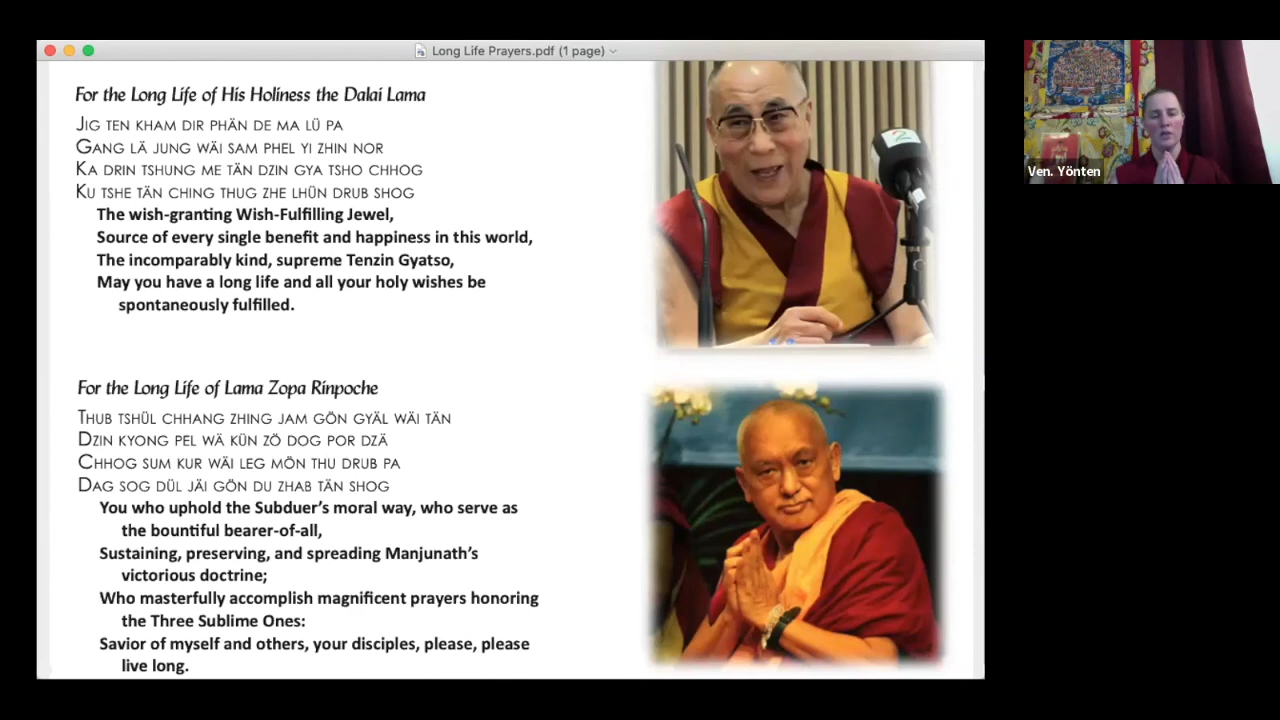 Long Life Prayers.pdf (1 page)
For the Long Life of His Holiness the Dalai Lama
JIG TEN KHAM DIR PHÄN DE MA LÜ PA
GANG LÄ JUNG WÄI SAM PHEL YI ZHIN NOR
KA DRIN TSHUNG ME TÄN DZIN GYA TSHO CHHOG
KU TSHE TÄN CHING THUG ZHE LHÜN DRUB SHOG
The wish-granting Wish-Fulfilling Jewel,
Source of every single benefit and happiness in this world,
The incomparably kind, supreme Tenzin Gyatso,
May you have a long life and all your holy wishes be
spontaneously fulfilled.
For the Long Life of Lama Zopa Rinpoche
THUB TSHÜL CHHANG ZHING JAM GÖN GYÄL WÄI TÄN
DZIN KYONG PEL WÄ KÜN ZÖ DOG POR DZÄ
CHHOG SUM KUR WÄI LEG MÖN THU DRUB PA
DAG SOG DÜL JÄI GÖN DU ZHAB TÄN SHOG
You who uphold the Subduer’s moral way, who serve as
the bountiful bearer-of-all,
Sustaining, preserving, and spreading Manjunath’s
victorious doctrine;
Who masterfully accomplish magnificent prayers honoring
the Three Sublime Ones:
Savior of myself and others, your disciples, please, please
live long.
2
Ven. Yönten